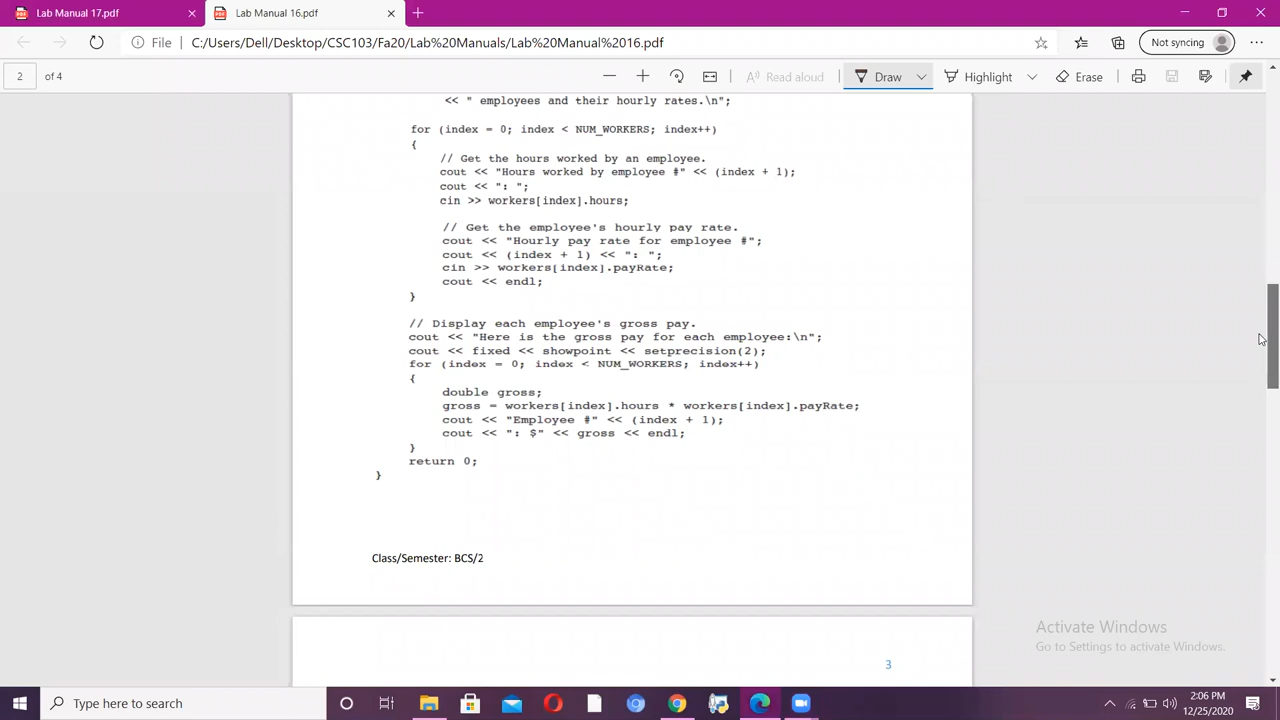 Lab Manual 17.pdf
Lab Manual 16.pdf
File
C:/Users/Dell/Desktop/CSC103/Fa20/Lab%20Manuals/Lab%20Manual%2016.pdf
Not syncing
2 of 4
Read aloud
Draw
Highlight
Erase
<< " employees and their hourly rates.\n";
for (index = 0; index < NUM_WORKERS; index++)
{
// Get the hours worked by an employee.
cout << "Hours worked by employee #" << (index + 1);
cout << ": ";
cin >> workers[index].hours;
// Get the employee's hourly pay rate.
cout << "Hourly pay rate for employee #";
cout << (index + 1) << ": ";
cin >> workers[index].payRate;
cout << endl;
}
// Display each employee's gross pay.
cout << "Here is the gross pay for each employee:\n";
cout << fixed << showpoint << setprecision(2);
for (index = 0; index < NUM_WORKERS; index++)
{
double gross;
gross = workers[index].hours * workers[index].payRate;
cout << "Employee #" << (index + 1);
cout << ": $" << gross << endl;
}
return 0;
}
Class/Semester: BCS/2
3
Activate Windows
Go to Settings to activate Windows.
Type here to search
2:06 PM
12/25/2020